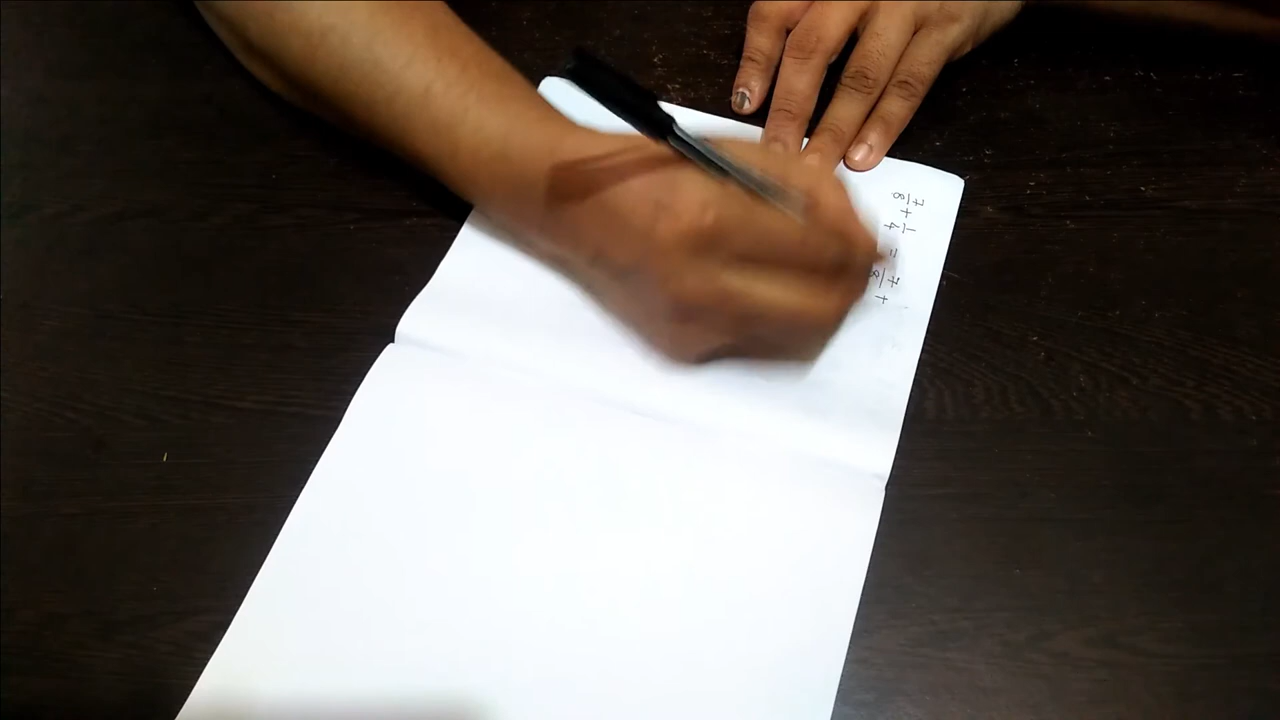 7/8 + 1/4 = 7/8 +